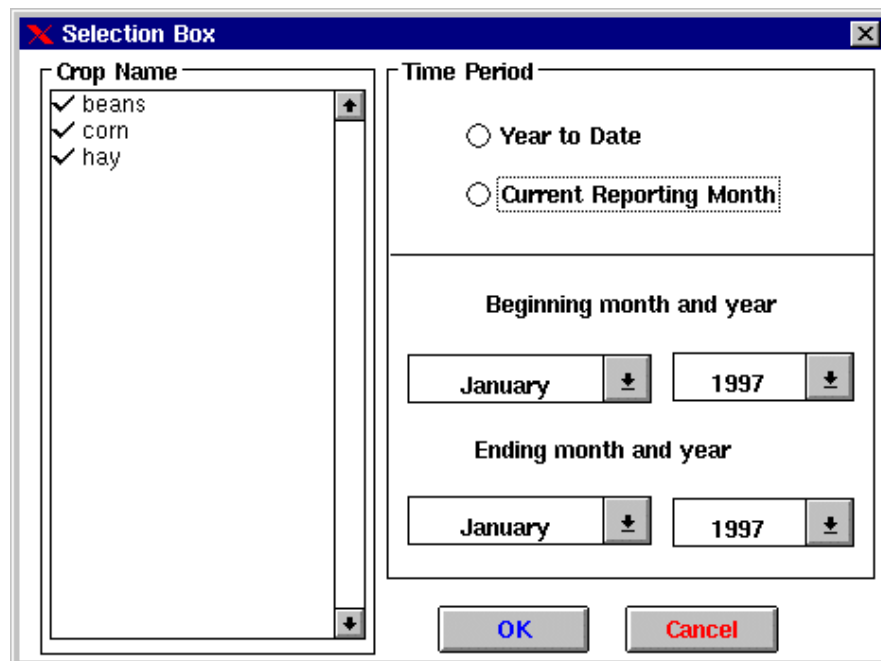 Selection Box
Crop Name
beans
corn
hay
Time Period
Year to Date
Current Reporting Month
Beginning month and year
January
1997
Ending month and year
January
1997
OK
Cancel